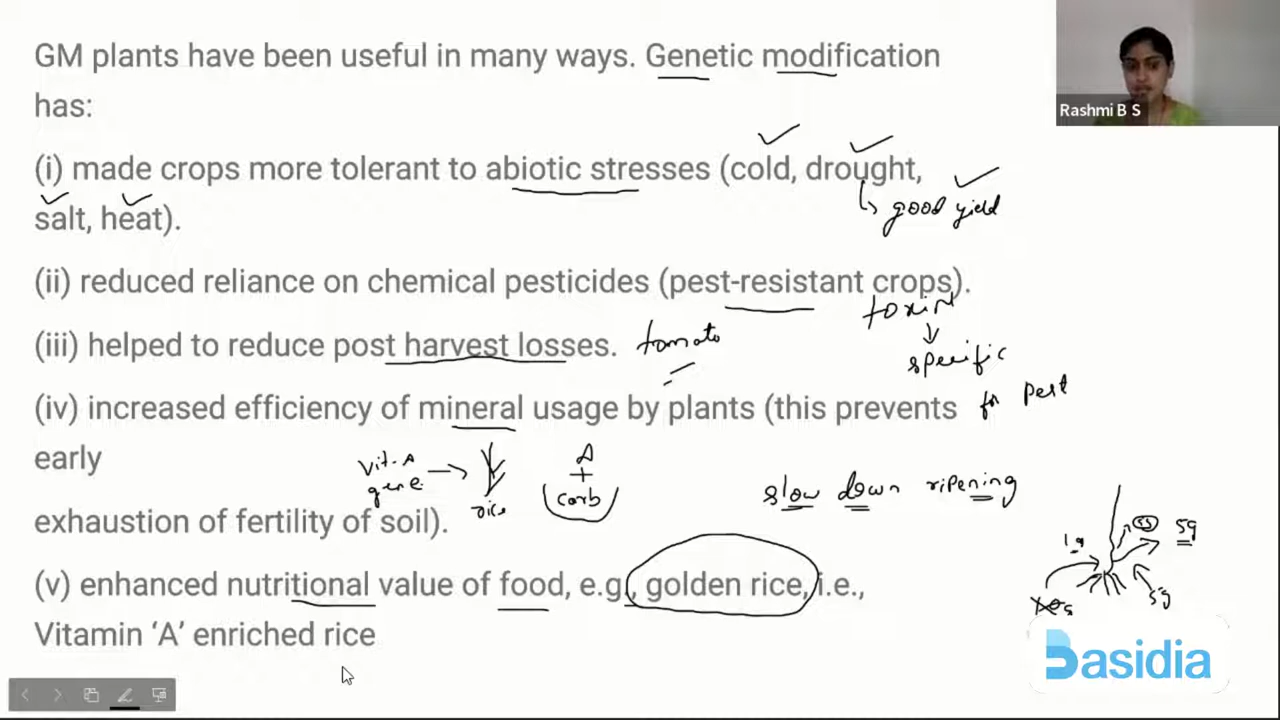 GM plants have been useful in many ways. Genetic modification
has:
Rashmi B S
(i) made crops more tolerant to abiotic stresses (cold, drought,
salt, heat).
good yield
(ii) reduced reliance on chemical pesticides (pest-resistant crops).
toxin
(iii) helped to reduce post harvest losses. tomato
specific
(iv) increased efficiency of mineral usage by plants (this prevents
for pest
early
vit-A
gene
rice
A
+
carb
slow down ripening
exhaustion of fertility of soil).
5g
5g
(v) enhanced nutritional value of food, e.g., golden rice, i.e.,
Vitamin ‘A’ enriched rice
Basidia